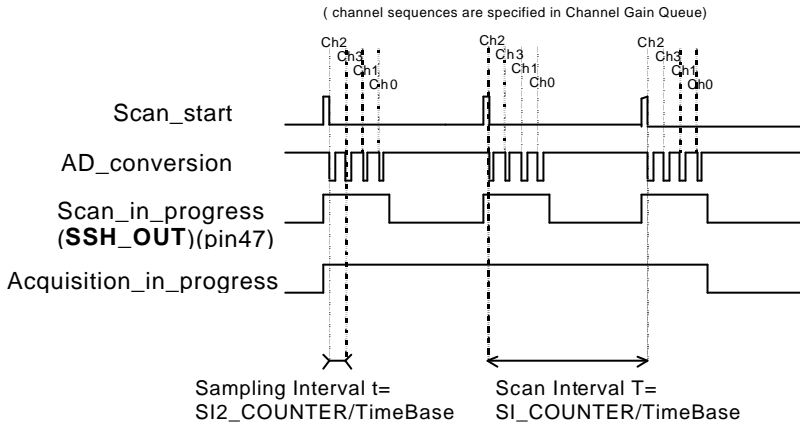 ( channel sequences are specified in Channel Gain Queue)
Ch2 Ch3 Ch1 Ch0
Ch2 Ch3 Ch1 Ch0
Ch2 Ch3 Ch1 Ch0
Scan_start
AD_conversion
Scan_in_progress
(SSH_OUT)(pin47)
Acquisition_in_progress
Sampling Interval t=
SI2_COUNTER/TimeBase
Scan Interval T=
SI_COUNTER/TimeBase